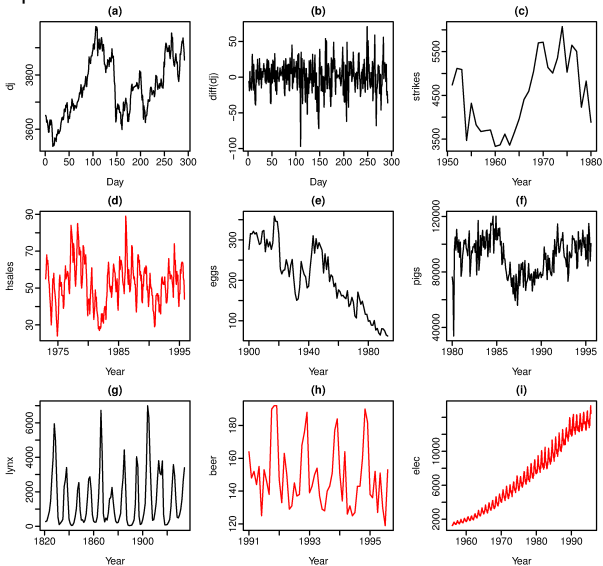 (a) (b) (c)
dj 3600 3800
0 50 100 150 200 250 300
Day
diff(dj) -100 -50 0 50
0 50 100 150 200 250 300
Day
strikes 3500 4500 5500
1950 1960 1970 1980
Year
(d) (e) (f)
hsales 30 50 70 90
1975 1985 1995
Year
eggs 100 200 300
1900 1940 1980
Year
pigs 40000 80000 120000
1980 1985 1990 1995
Year
(g) (h) (i)
lynx 0 2000 4000 6000
1820 1860 1900
Year
beer 120 140 160 180
1991 1993 1995
Year
elec 2000 6000 10000
1960 1970 1980 1990
Year